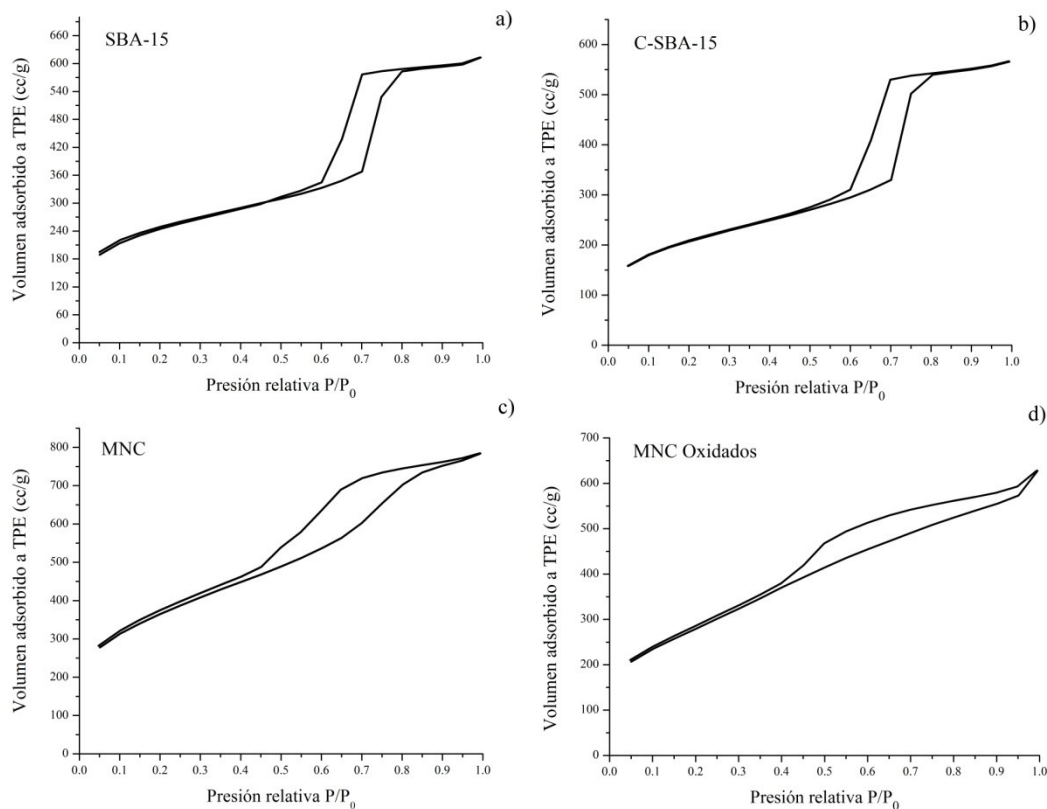 a)
SBA-15
Volumen adsorbido a TPE (cc/g)
660
600
540
480
420
360
300
240
180
120
60
0
0.0 0.1 0.2 0.3 0.4 0.5 0.6 0.7 0.8 0.9 1.0
Presión relativa P/P0
b)
C-SBA-15
Volumen adsorbido a TPE (cc/g)
600
500
400
300
200
100
0
0.0 0.1 0.2 0.3 0.4 0.5 0.6 0.7 0.8 0.9 1.0
Presión relativa P/P0
c)
MNC
Volumen adsorbido a TPE (cc/g)
800
700
600
500
400
300
200
100
0
0.0 0.1 0.2 0.3 0.4 0.5 0.6 0.7 0.8 0.9 1.0
Presión relativa P/P0
d)
MNC Oxidados
Volumen adsorbido a TPE (cc/g)
700
600
500
400
300
200
100
0
0.0 0.1 0.2 0.3 0.4 0.5 0.6 0.7 0.8 0.9 1.0
Presión relativa P/P0